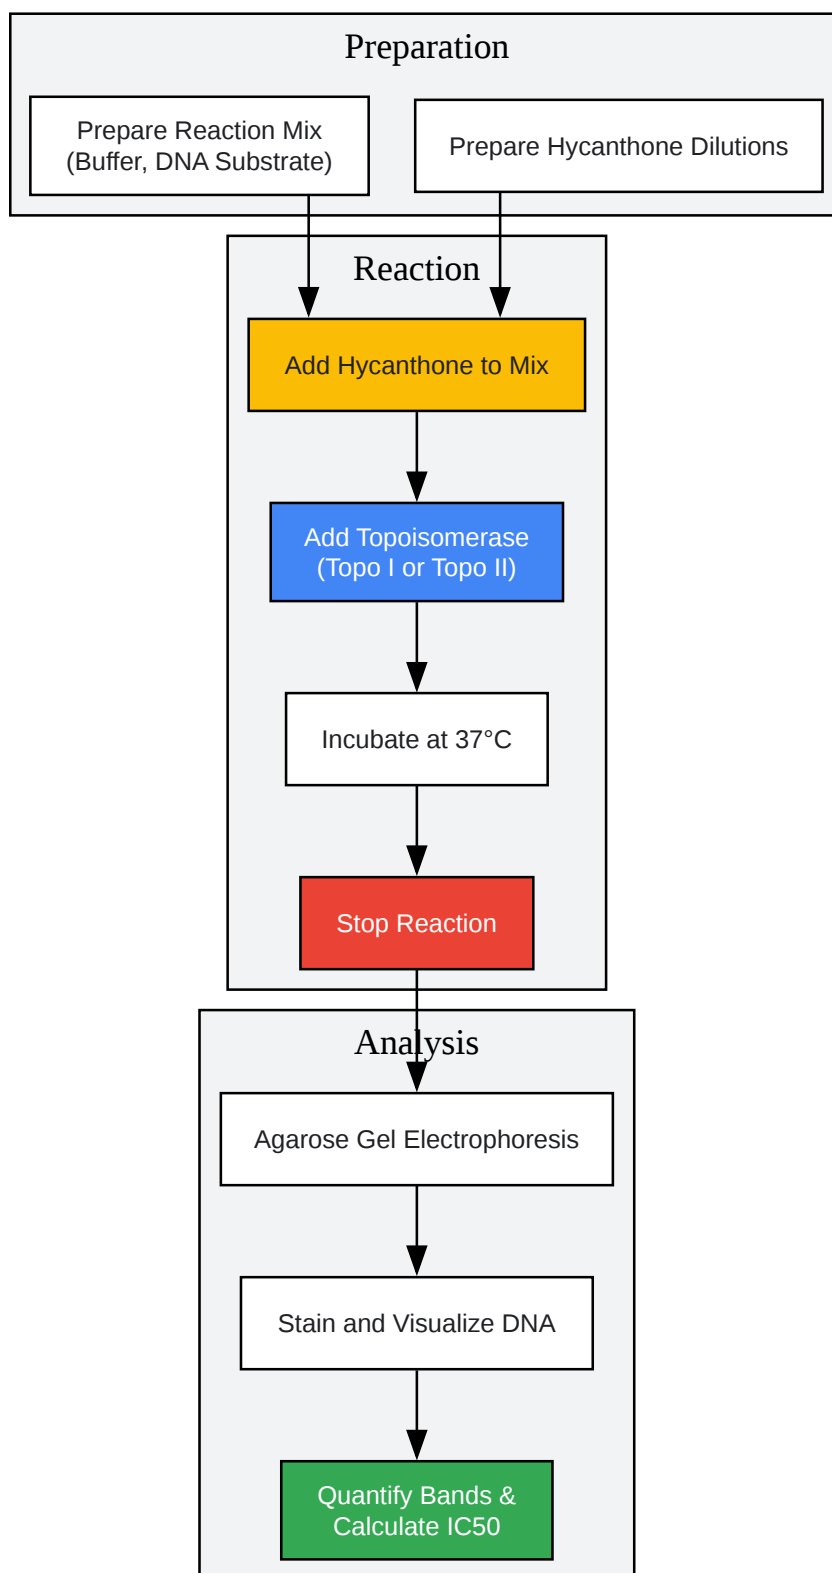 Preparation
Prepare Reaction Mix
(Buffer, DNA Substrate)
Prepare Hycanthone Dilutions
Reaction
Add Hycanthone to Mix
Add Topoisomerase
(Topo I or Topo II)
Incubate at 37°C
Stop Reaction
Analysis
Agarose Gel Electrophoresis
Stain and Visualize DNA
Quantify Bands &
Calculate IC50